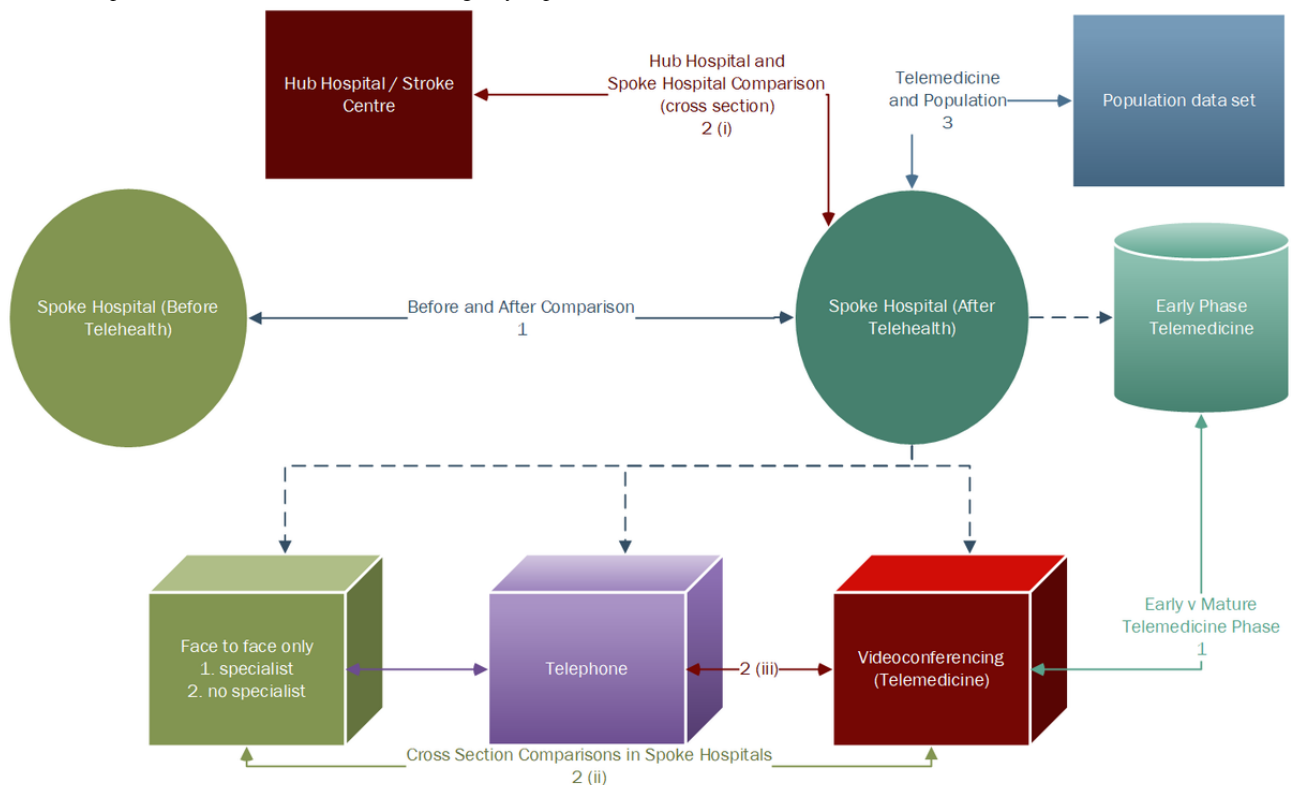 Hub Hospital / Stroke
Centre
Hub Hospital and
Spoke Hospital Comparison
(cross section)
2 (i)
Telemedicine
and Population
3
Population data set
Spoke Hospital (Before
Telehealth)
Before and After Comparison
1
Spoke Hospital (After
Telehealth)
Early Phase
Telemedicine
Face to face only
1. specialist
2. no specialist
Telephone
2 (iii)
Videoconferencing
(Telemedicine)
Early v Mature
Telemedicine Phase
1
Cross Section Comparisons in Spoke Hospitals
2 (ii)